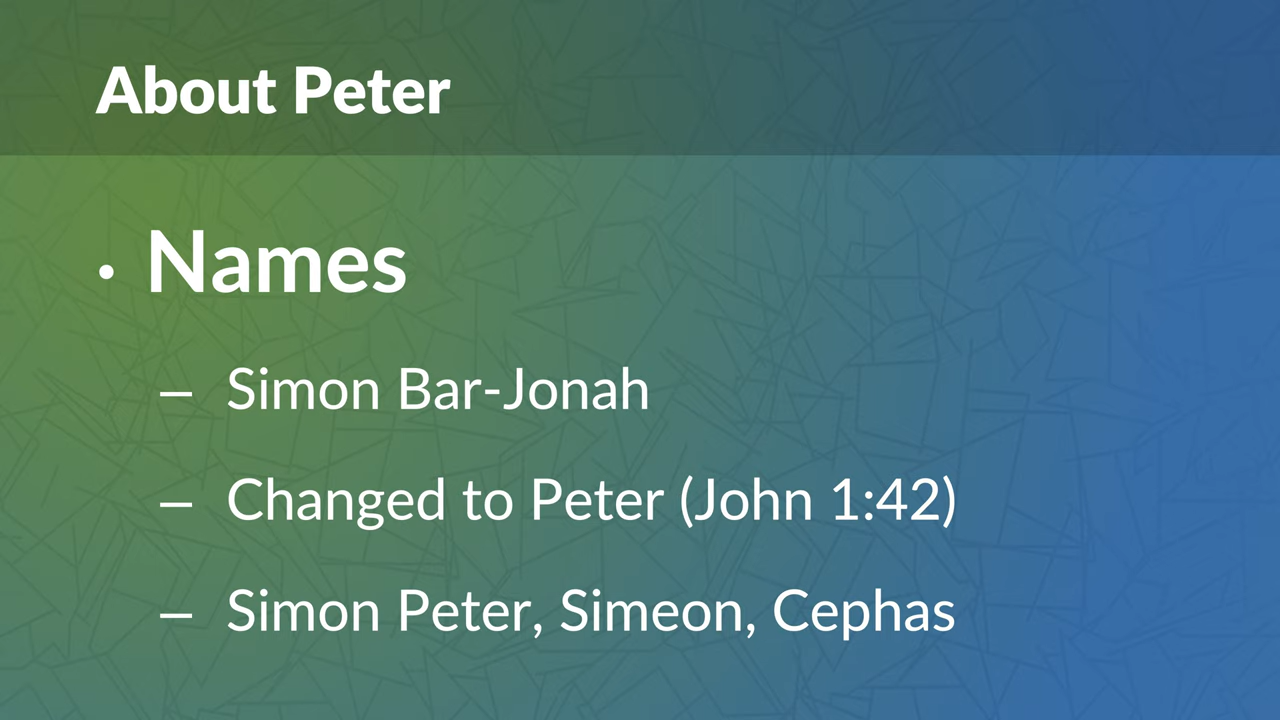 About Peter
• Names
– Simon Bar-Jonah
– Changed to Peter (John 1:42)
– Simon Peter, Simeon, Cephas